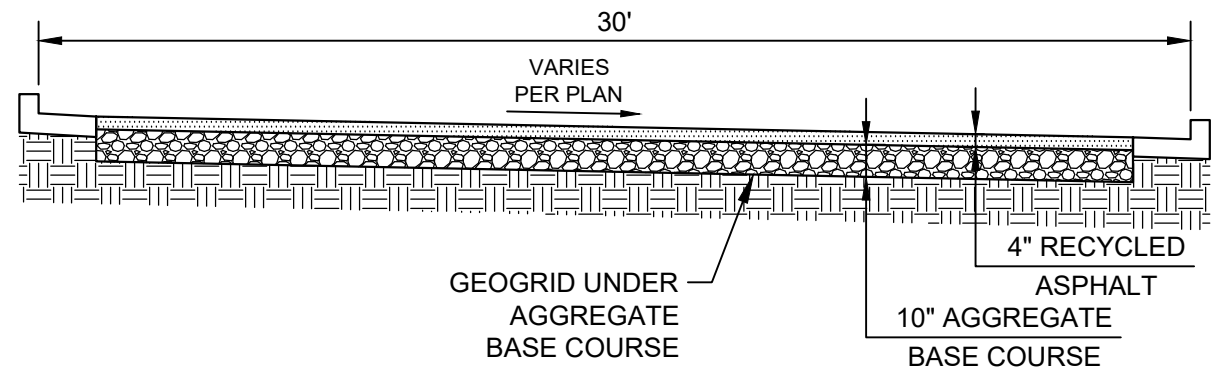 30'
VARIES
PER PLAN
GEOGRID UNDER
AGGREGATE
BASE COURSE
4" RECYCLED
ASPHALT
10" AGGREGATE
BASE COURSE